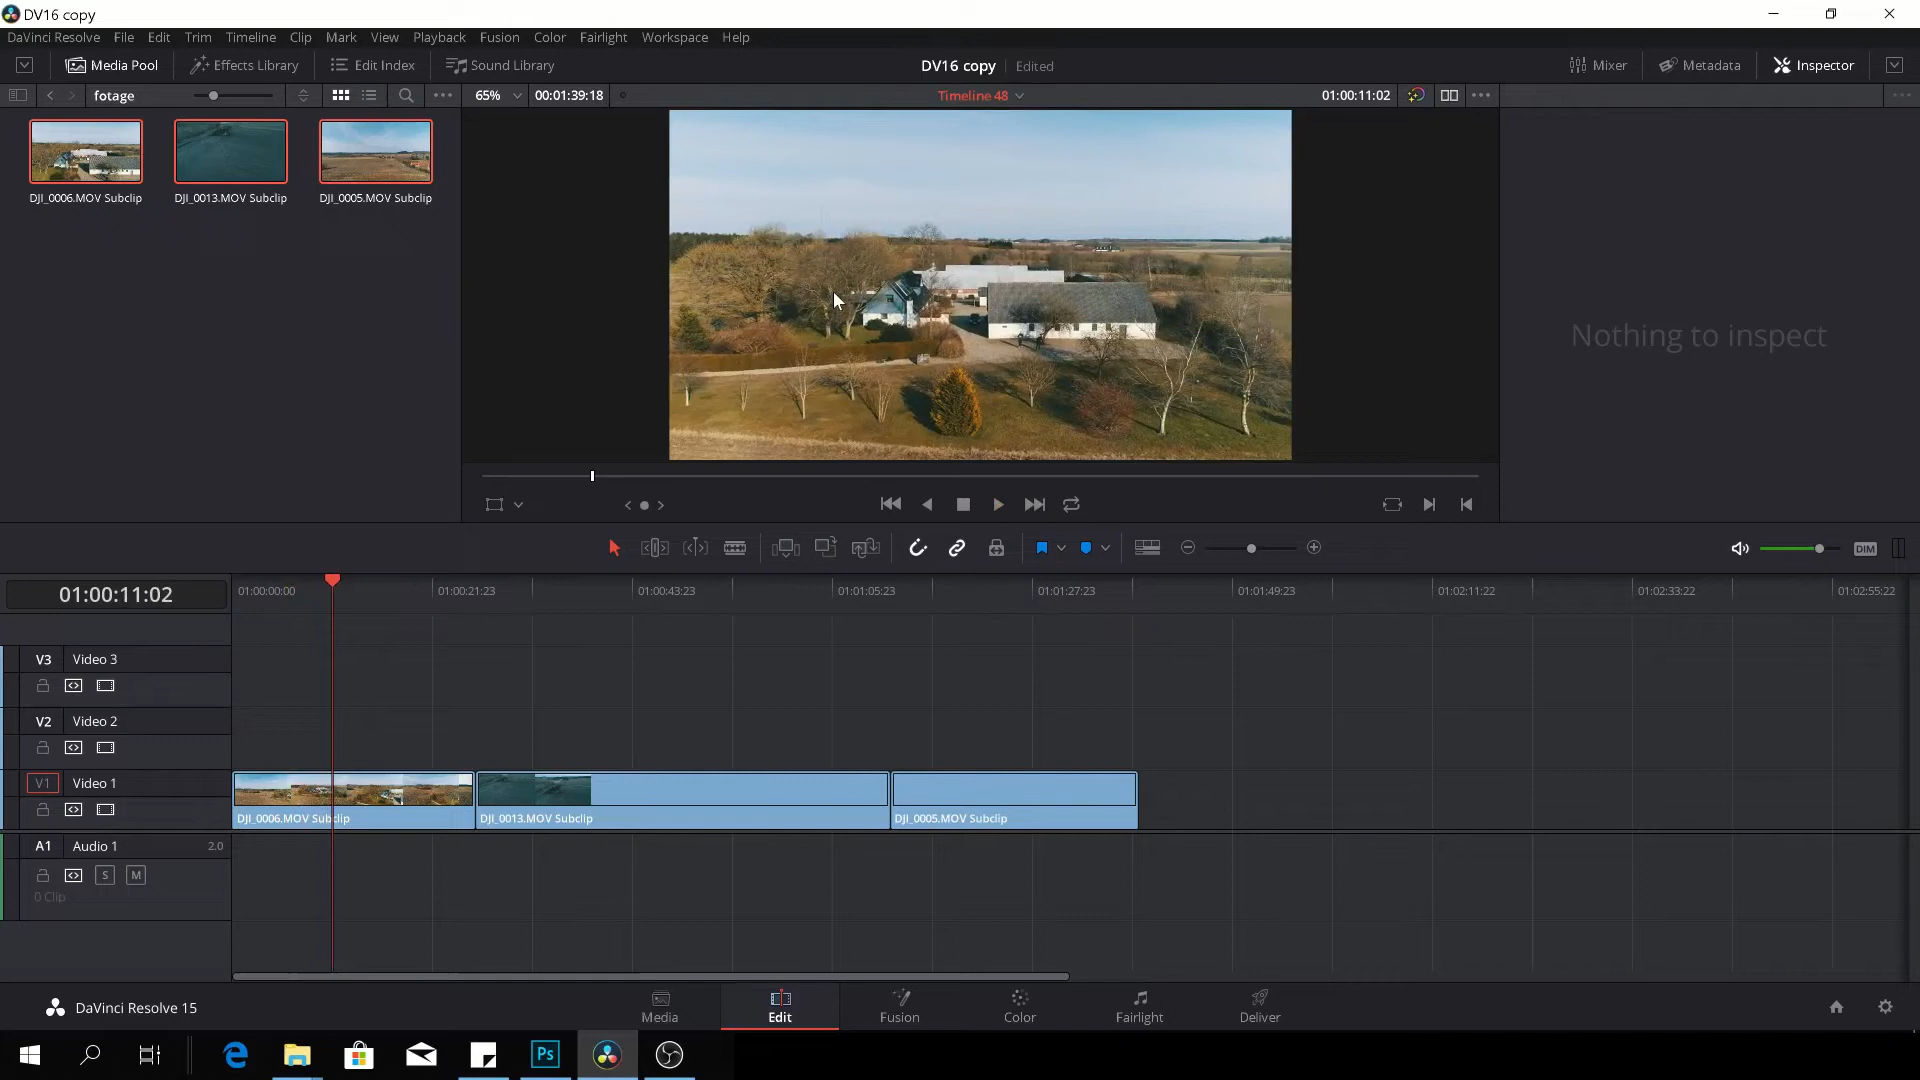 DV16 copy
DaVinci Resolve File Edit Trim Timeline Clip Mark View Playback Fusion Color Fairlight Workspace Help
Media Pool Effects Library Edit Index Sound Library DV16 copy Edited Mixer Metadata Inspector
fotage 65% 00:01:39:18 Timeline 48 01:00:11:02
DJI_0006.MOV Subclip DJI_0013.MOV Subclip DJI_0005.MOV Subclip
Nothing to inspect
DIM
01:00:11:02 01:00:00:00 01:00:21:23 01:00:43:23 01:01:05:23 01:01:27:23 01:01:49:23 01:02:11:22 01:02:33:22 01:02:55:22
V3 Video 3
V2 Video 2
V1 Video 1
DJI_0006.MOV Subclip DJI_0013.MOV Subclip DJI_0005.MOV Subclip
A1 Audio 1 2.0
S M
0 Clip
DaVinci Resolve 15 Media Edit Fusion Color Fairlight Deliver
Ps